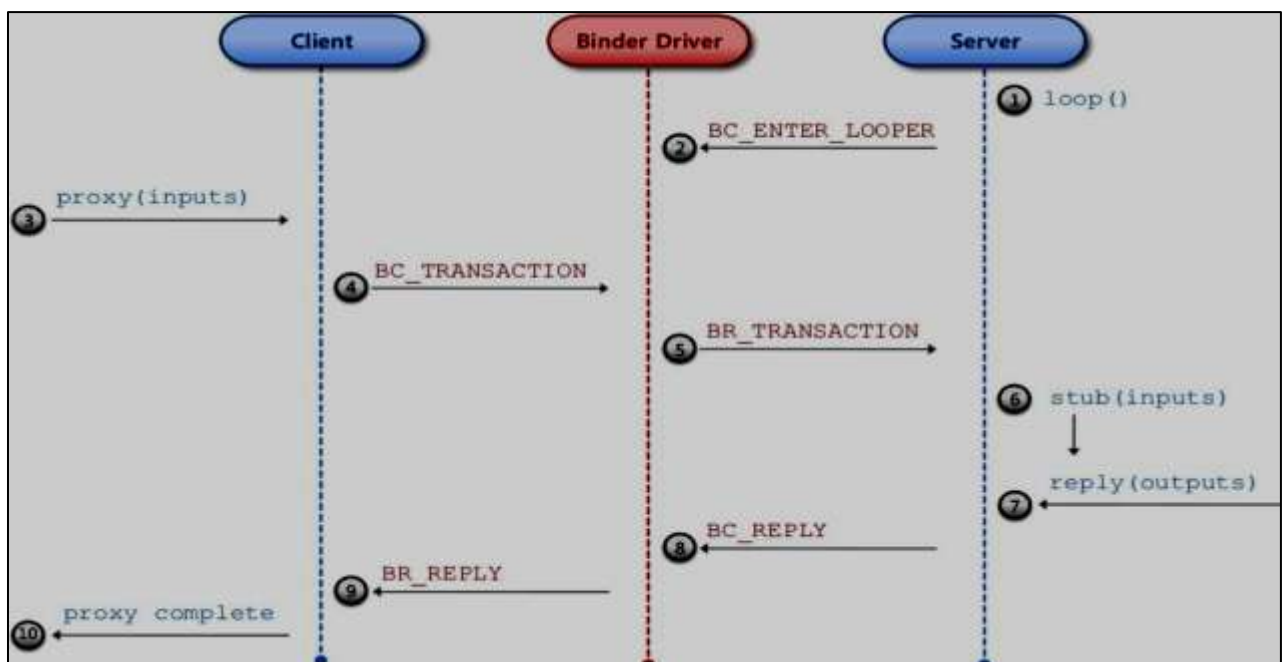 Client Binder Driver Server
1 loop()
BC_ENTER_LOOPER
2
proxy(inputs)
3
BC_TRANSACTION
4
BR_TRANSACTION
5
6 stub(inputs)
reply(outputs)
7
BC_REPLY
8
BR_REPLY
9
proxy complete
10